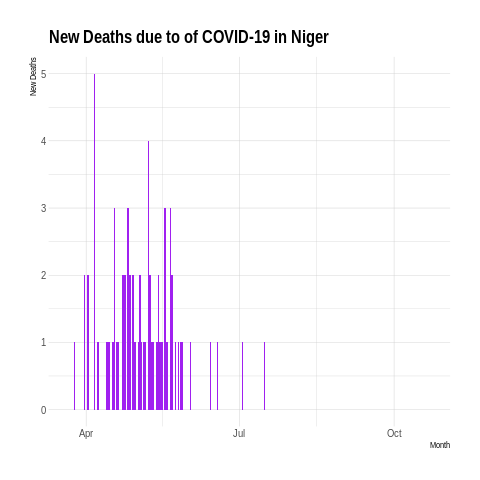 New Deaths due to of COVID-19 in Niger
New Deaths
5
4
3
2
1
0
Apr
Jul
Oct
Month